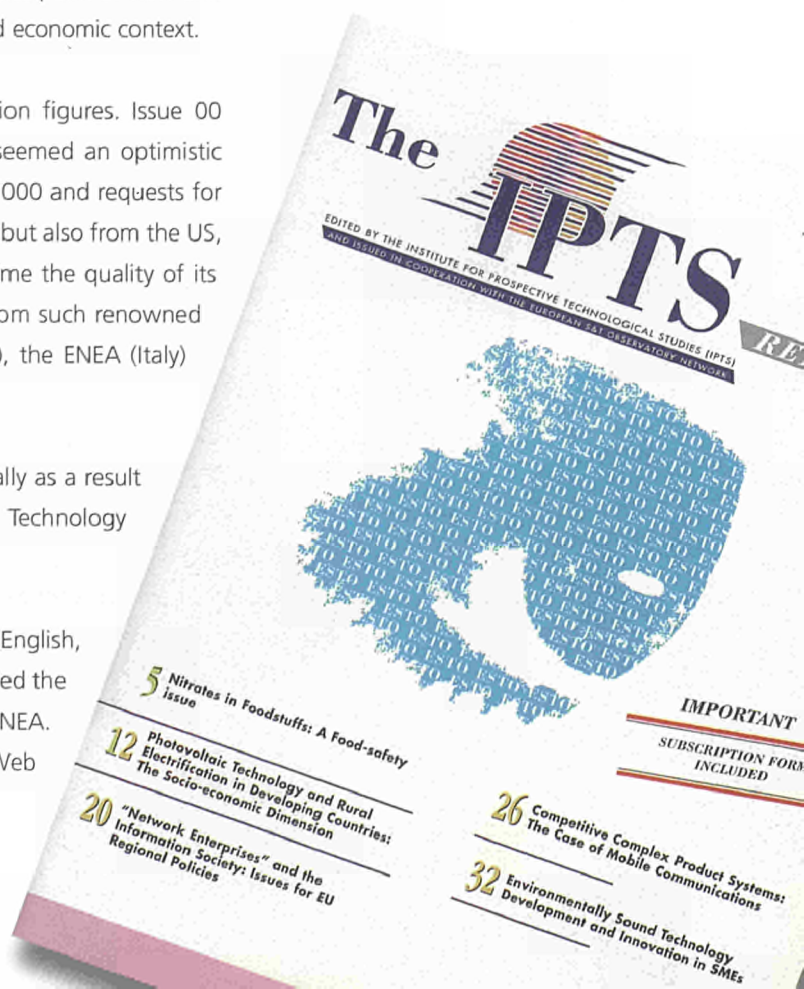 d economic context.
ion figures. Issue 00
seemed an optimistic
000 and requests for
but also from the US,
me the quality of its
om such renowned
), the ENEA (Italy)
ally as a result
Technology
English,
ed the
NEA.
Web
The
IPTS
EDITED BY THE INSTITUTE FOR PROSPECTIVE TECHNOLOGICAL STUDIES (IPTS)
AND ISSUED IN COOPERATION WITH THE EUROPEAN S&T OBSERVATORY NETWORK
ESTO ESTO ESTO
5 Nitrates in Foodstuffs: A Food-safety
issue
12 Photovoltaic Technology and Rural
Electrification in Developing Countries:
The Socio-economic Dimension
20 "Network Enterprises" and the
Information Society: Issues for EU
Regional Policies
IMPORTANT
SUBSCRIPTION FORM
INCLUDED
26 Competitive Complex Product Systems:
The Case of Mobile Communications
32 Environmentally Sound Technology
Development and Innovation in SMEs